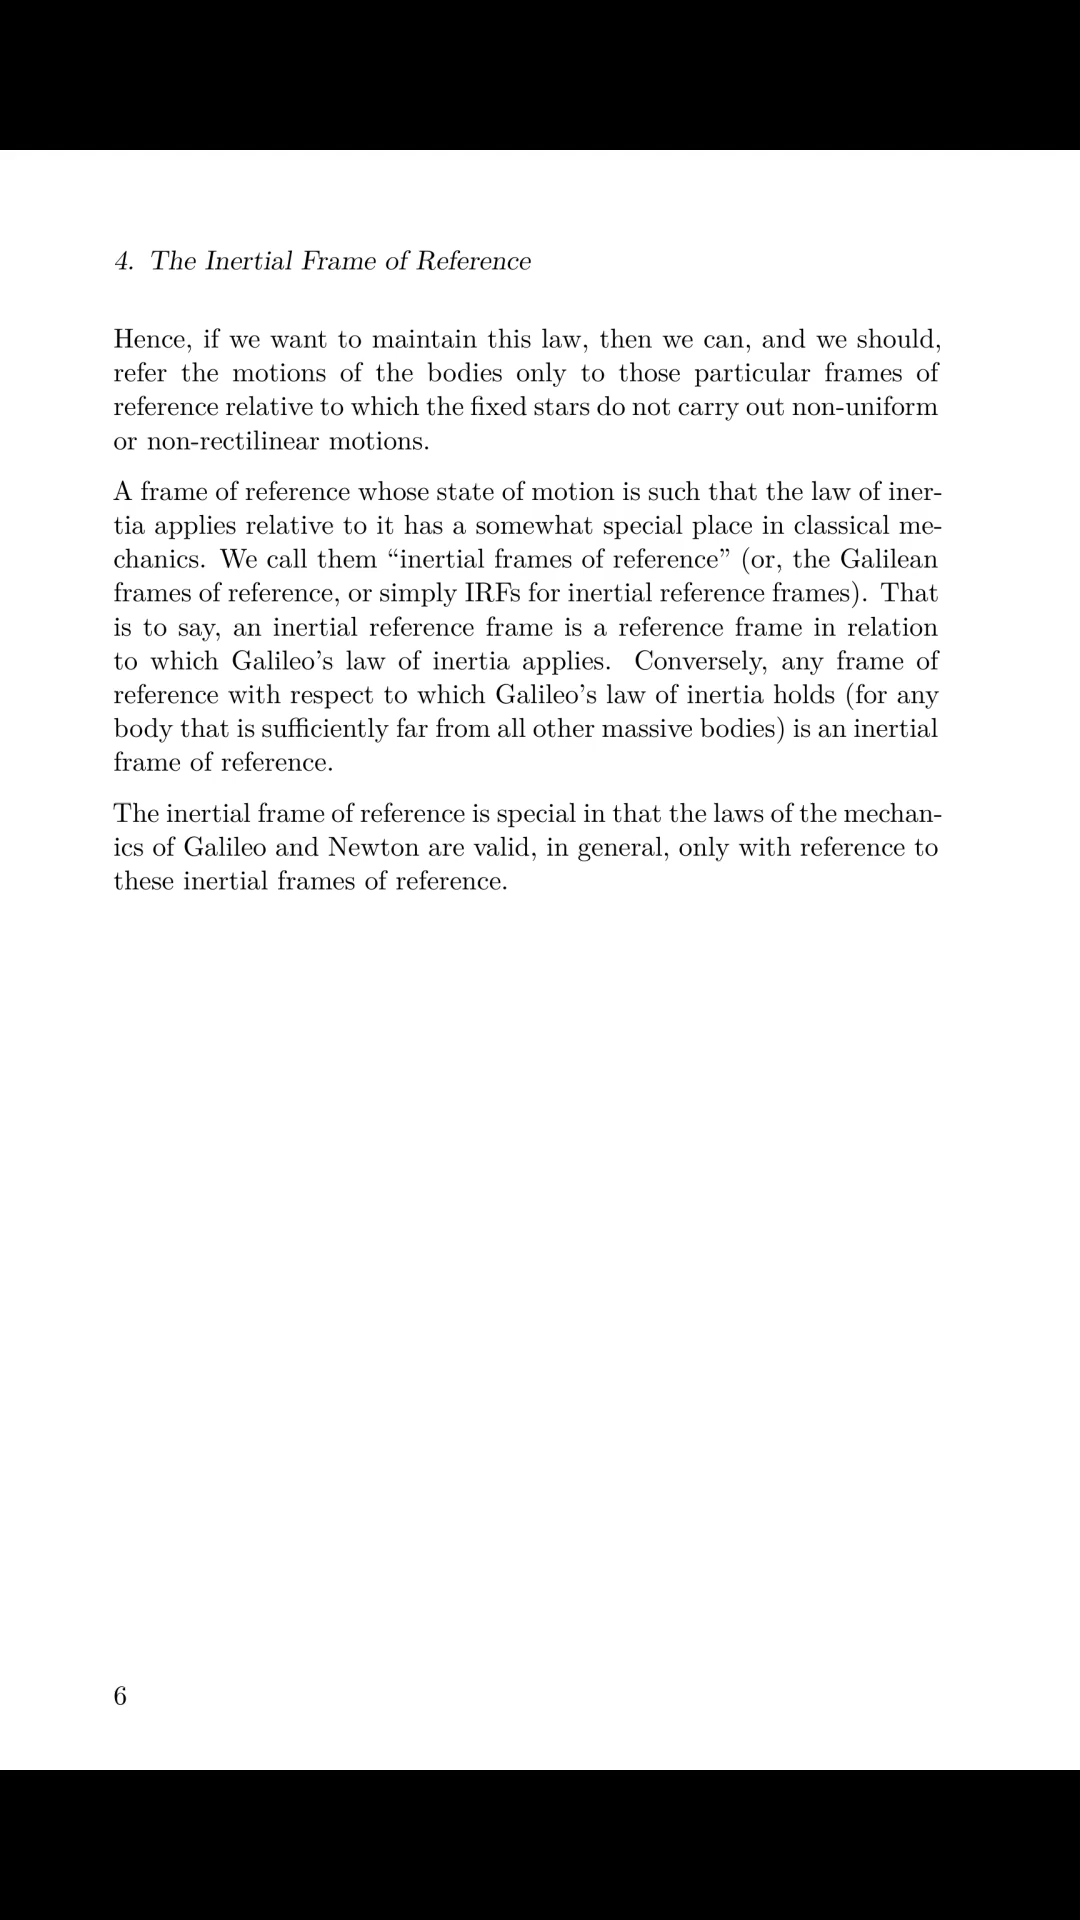 4. The Inertial Frame of Reference
Hence, if we want to maintain this law, then we can, and we should,
refer the motions of the bodies only to those particular frames of
reference relative to which the fixed stars do not carry out non-uniform
or non-rectilinear motions.
A frame of reference whose state of motion is such that the law of iner-
tia applies relative to it has a somewhat special place in classical me-
chanics. We call them “inertial frames of reference” (or, the Galilean
frames of reference, or simply IRFs for inertial reference frames). That
is to say, an inertial reference frame is a reference frame in relation
to which Galileo’s law of inertia applies. Conversely, any frame of
reference with respect to which Galileo’s law of inertia holds (for any
body that is sufficiently far from all other massive bodies) is an inertial
frame of reference.
The inertial frame of reference is special in that the laws of the mechan-
ics of Galileo and Newton are valid, in general, only with reference to
these inertial frames of reference.
6